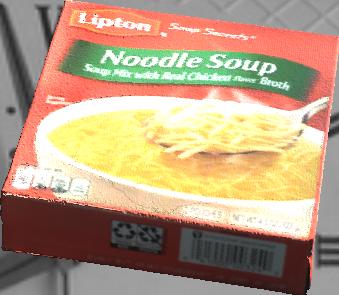 Lipton
Soup Secrets
Noodle Soup
Soup Mix with Real Chicken Flavor Broth